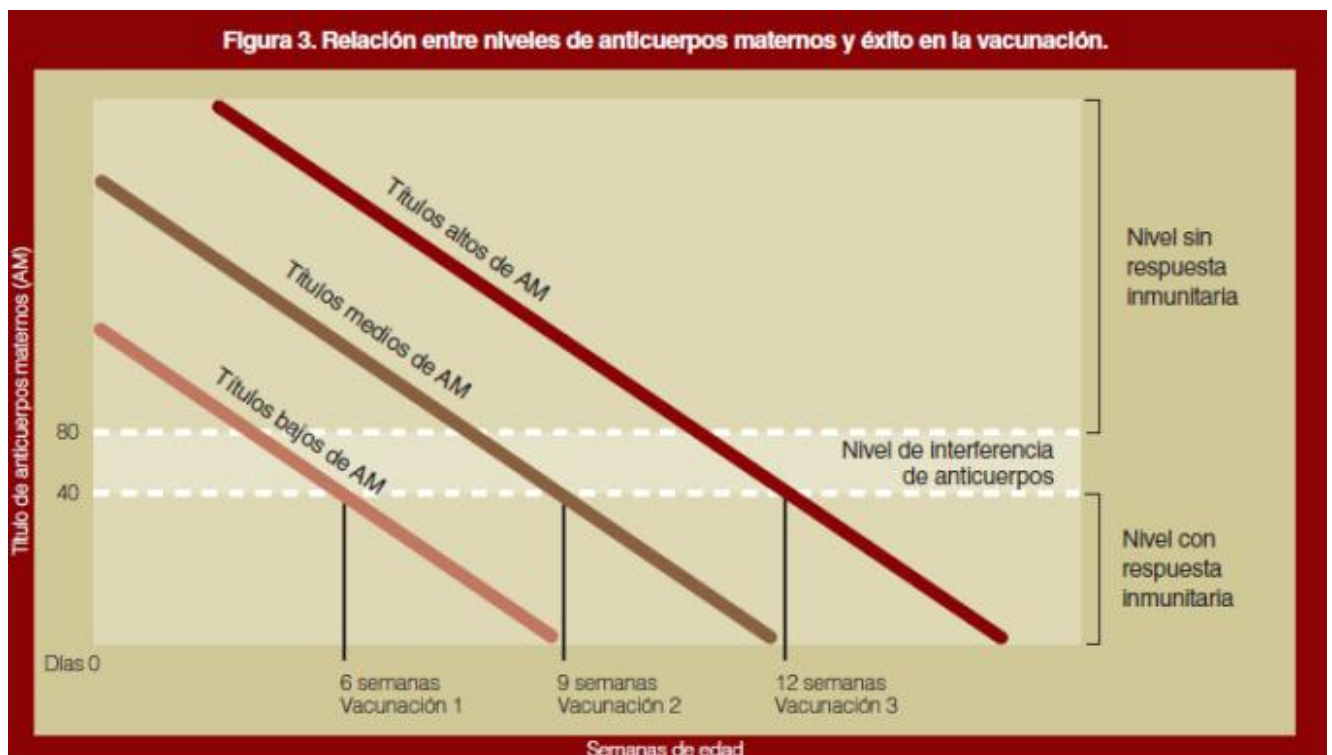 Figura 3. Relación entre niveles de anticuerpos maternos y éxito en la vacunación.
Título de anticuerpos maternos (AM)
Títulos altos de AM
Títulos medios de AM
Títulos bajos de AM
Nivel sin
respuesta
inmunitaria
80
Nivel de interferencia
de anticuerpos
40
Nivel con
respuesta
inmunitaria
Días 0
6 semanas
Vacunación 1
9 semanas
Vacunación 2
12 semanas
Vacunación 3
Semanas de edad